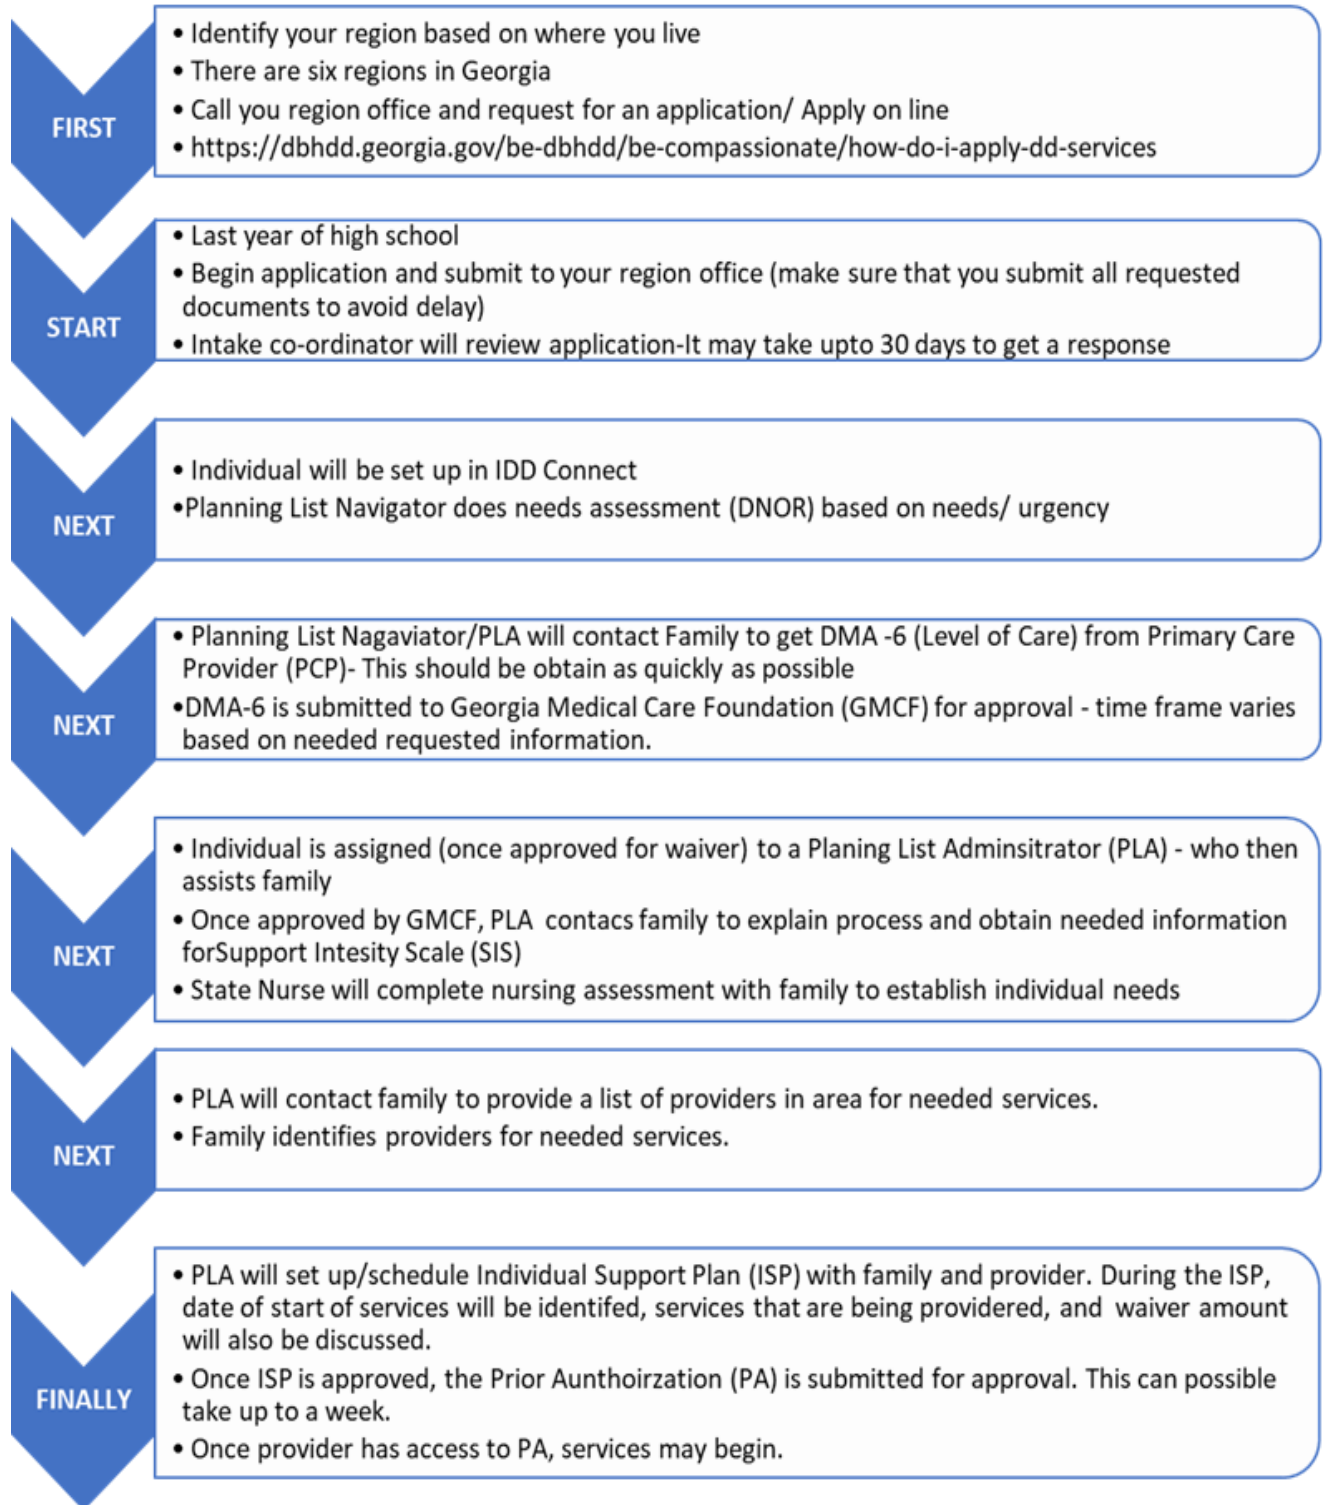 FIRST
• Identify your region based on where you live
• There are six regions in Georgia
• Call you region office and request for an application/ Apply on line
• https://dbhdd.georgia.gov/be-dbhdd/be-compassionate/how-do-i-apply-dd-services
START
• Last year of high school
• Begin application and submit to your region office (make sure that you submit all requested
documents to avoid delay)
• Intake co-ordinator will review application-It may take upto 30 days to get a response
NEXT
• Individual will be set up in IDD Connect
•Planning List Navigator does needs assessment (DNOR) based on needs/ urgency
NEXT
• Planning List Nagaviator/PLA will contact Family to get DMA -6 (Level of Care) from Primary Care
Provider (PCP)- This should be obtain as quickly as possible
•DMA-6 is submitted to Georgia Medical Care Foundation (GMCF) for approval - time frame varies
based on needed requested information.
NEXT
• Individual is assigned (once approved for waiver) to a Planing List Adminsitrator (PLA) - who then
assists family
• Once approved by GMCF, PLA contacs family to explain process and obtain needed information
forSupport Intesity Scale (SIS)
• State Nurse will complete nursing assessment with family to establish individual needs
NEXT
• PLA will contact family to provide a list of providers in area for needed services.
• Family identifies providers for needed services.
FINALLY
• PLA will set up/schedule Individual Support Plan (ISP) with family and provider. During the ISP,
date of start of services will be identifed, services that are being providered, and waiver amount
will also be discussed.
• Once ISP is approved, the Prior Aunthoirzation (PA) is submitted for approval. This can possible
take up to a week.
• Once provider has access to PA, services may begin.